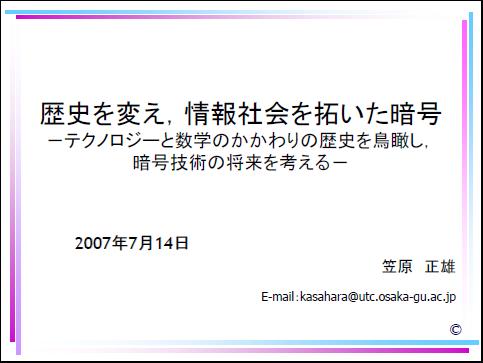 歴史を変え，情報社会を拓いた暗号
－テクノロジーと数学のかかわりの歴史を鳥瞰し，
暗号技術の将来を考える－
2007年7月14日
笠原　正雄
E-mail：kasahara@utc.osaka-gu.ac.jp
©